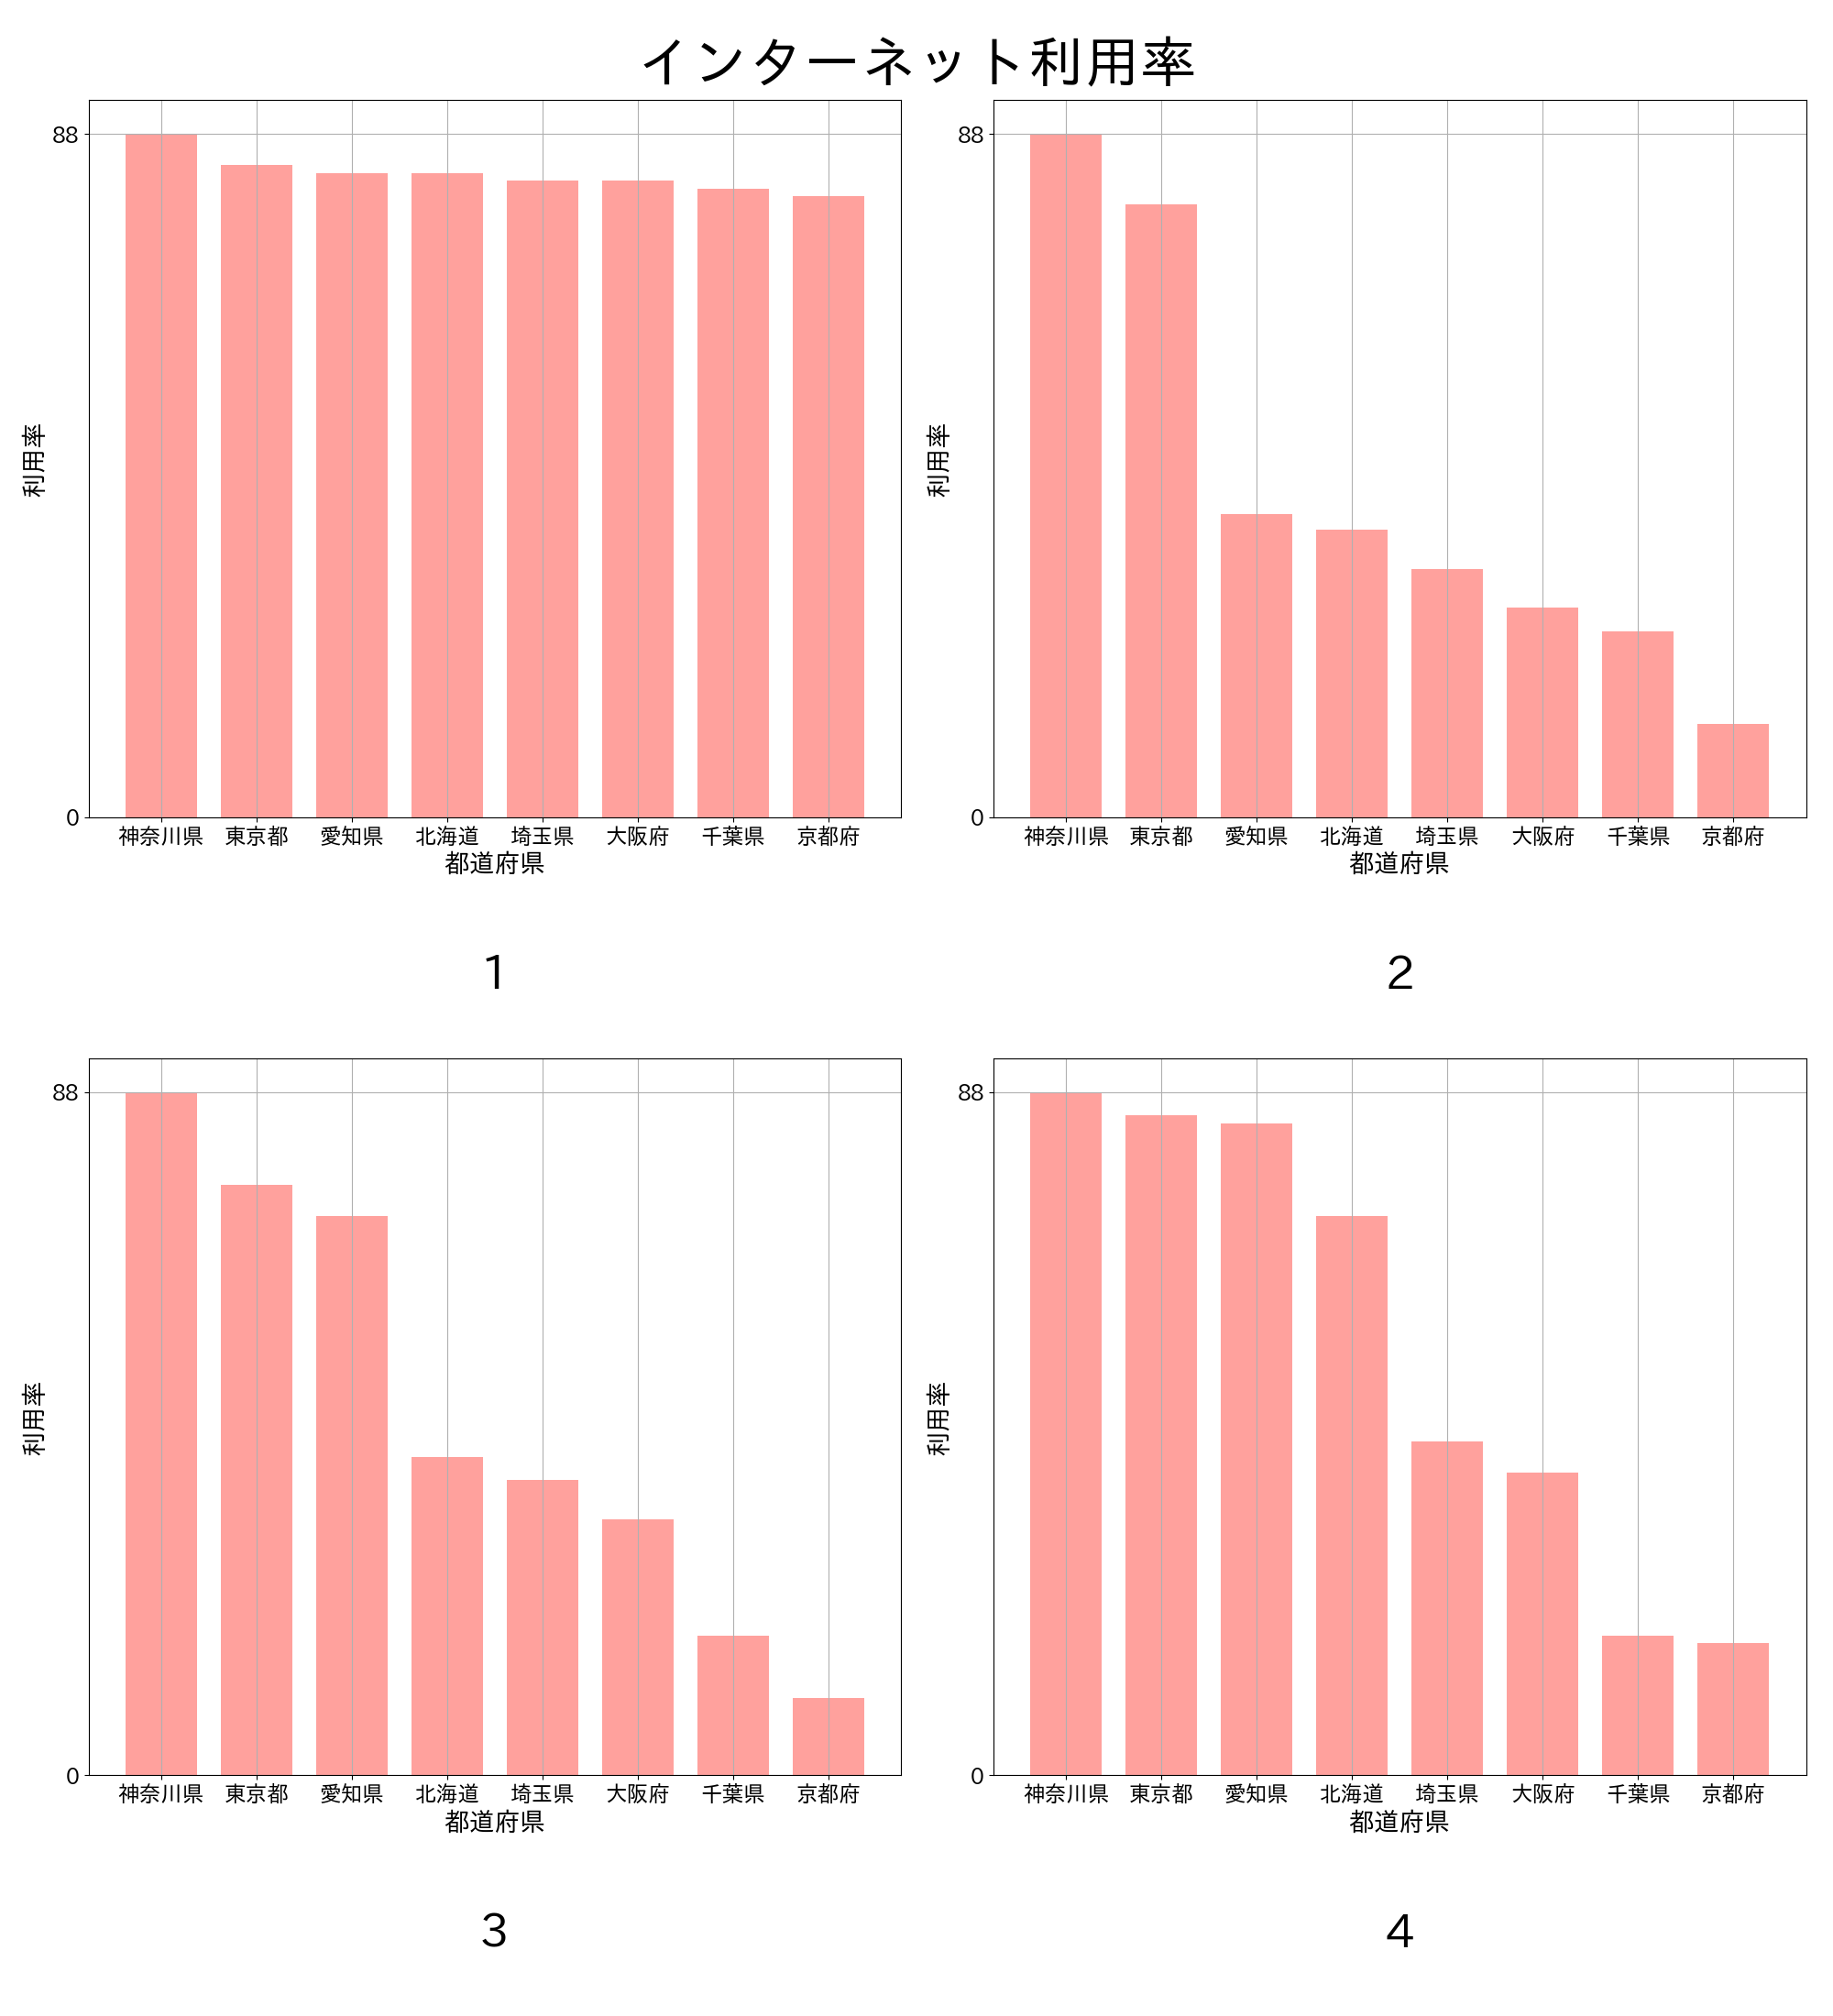 インターネット利用率
88
0
利用率
神奈川県 東京都 愛知県 北海道 埼玉県 大阪府 千葉県 京都府
都道府県
1
88
0
利用率
神奈川県 東京都 愛知県 北海道 埼玉県 大阪府 千葉県 京都府
都道府県
2
88
0
利用率
神奈川県 東京都 愛知県 北海道 埼玉県 大阪府 千葉県 京都府
都道府県
3
88
0
利用率
神奈川県 東京都 愛知県 北海道 埼玉県 大阪府 千葉県 京都府
都道府県
4